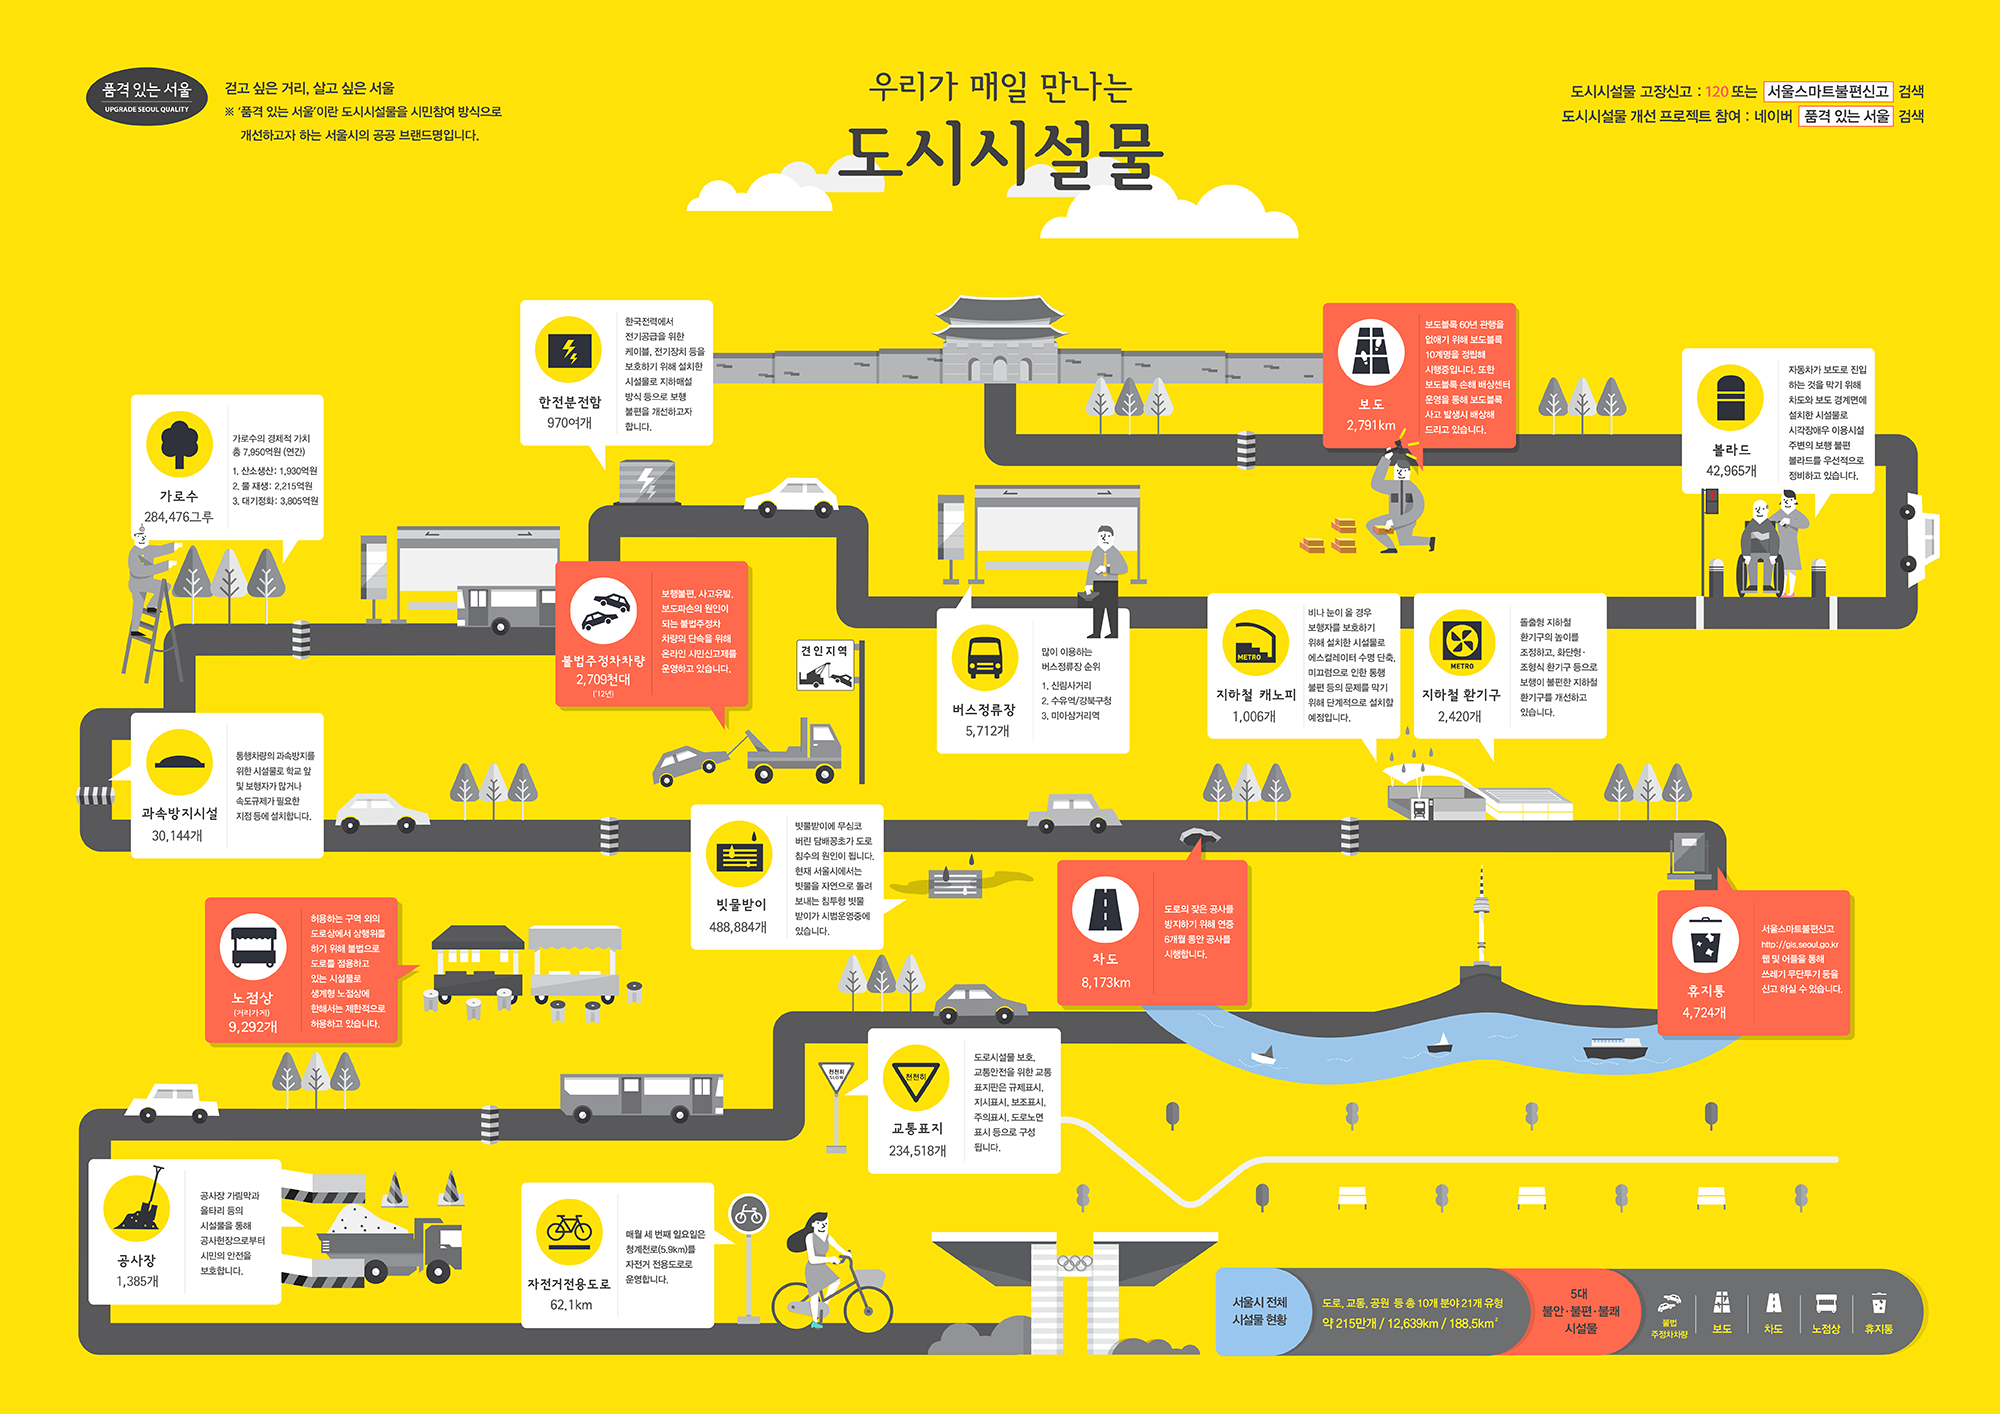 품격 있는 서울
UPGRADE SEOUL QUALITY
걷고 싶은 거리, 살고 싶은 서울
※ '품격 있는 서울'이란 도시시설물을 시민참여 방식으로
개선하고자 하는 서울시의 공공 브랜드명입니다.
우리가 매일 만나는
도시시설물
도시시설물 고장신고 : 120 또는 서울스마트불편신고 검색
도시시설물 개선 프로젝트 참여 : 네이버 품격 있는 서울 검색
한전분전함
970여개
한국전력에서
전기공급을 위한
케이블, 전기장치 등을
보호하기 위해 설치한
시설물로 지하매설
방식 등으로 보행
불편을 개선하고자
합니다.
보도
2,791km
보도블록 60년 관행을
없애기 위해 보도블록
10계명을 정립해
시행중입니다. 또한
보도블록 손해 배상센터
운영을 통해 보도블록
사고 발생시 배상해
드리고 있습니다.
볼라드
42,965개
자동차가 보도로 진입
하는 것을 막기 위해
차도와 보도 경계면에
설치한 시설물로
시각장애우 이용시설
주변의 보행 불편
볼라드를 우선적으로
정비하고 있습니다.
가로수
284,476그루
가로수의 경제적 가치
총 7,950억원 (연간)
1. 산소생산: 1,930억원
2. 물 재생: 2,215억원
3. 대기정화: 3,805억원
불법주정차차량
2,709천대
('12년)
보행불편, 사고유발,
보도파손의 원인이
되는 불법주정차
차량의 단속을 위해
온라인 시민신고제를
운영하고 있습니다.
견인지역
버스정류장
5,712개
많이 이용하는
버스정류장 순위
1. 신림사거리
2. 수유역/강북구청
3. 미아삼거리역
METRO
지하철 캐노피
1,006개
비나 눈이 올 경우
보행자를 보호하기
위해 설치한 시설물로
에스컬레이터 수명 단축,
미끄럼으로 인한 통행
불편 등의 문제를 막기
위해 단계적으로 설치할
예정입니다.
METRO
지하철 환기구
2,420개
돌출형 지하철
환기구의 높이를
조정하고, 화단형·
조형식 환기구 등으로
보행이 불편한 지하철
환기구를 개선하고
있습니다.
과속방지시설
30,144개
통행차량의 과속방지를
위한 시설물로 학교 앞
및 보행자가 많거나
속도규제가 필요한
지점 등에 설치합니다.
빗물받이
488,884개
빗물받이에 무심코
버린 담배꽁초가 도로
침수의 원인이 됩니다.
현재 서울시에서는
빗물을 자연으로 돌려
보내는 침투형 빗물
받이가 시범운영중에
있습니다.
차도
8,173km
도로의 잦은 공사를
방지하기 위해 연중
6개월 동안 공사를
시행합니다.
휴지통
4,724개
서울스마트불편신고
http://gis.seoul.go.kr
웹 및 어플을 통해
쓰레기 무단투기 등을
신고 하실 수 있습니다.
노점상
(거리가게)
9,292개
허용하는 구역 외의
도로상에서 상행위를
하기 위해 불법으로
도로를 점용하고
있는 시설물로
생계형 노점상에
한해서는 제한적으로
허용하고 있습니다.
천천히
SLOW
천천히
교통표지
234,518개
도로시설물 보호,
교통안전을 위한 교통
표지판은 규제표시,
지시표시, 보조표시,
주의표시, 도로노면
표시 등으로 구성
됩니다.
공사장
1,385개
공사장 가림막과
울타리 등의
시설물을 통해
공사현장으로부터
시민의 안전을
보호합니다.
자전거전용도로
62.1km
매월 세 번째 일요일은
청계천로(5.9km)를
자전거 전용도로로
운영합니다.
서울시 전체
시설물 현황
도로, 교통, 공원 등 총 10개 분야 21개 유형
약 215만개 / 12,639km / 188.5km²
5대
불안·불편·불쾌
시설물
불법
주정차차량
보도
차도
노점상
휴지통